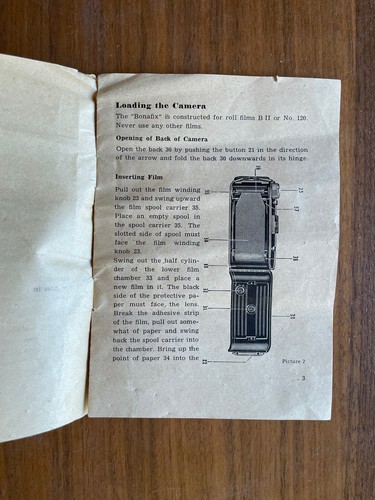 Loading the Camera
The "Bonafix" is constructed for roll films B II or No. 120.
Never use any other films.
Opening of Back of Camera
Open the back 30 by pushing the button 21 in the direction
of the arrow and fold the back 30 downwards in its hinge
Inserting Film
Pull out the film winding
knob 23 and swing upward
the film spool carrier 35.
Place an empty spool in
the spool carrier 35. The
slotted side of spool must
face the film winding
knob 23.
Swing out the half cylin-
der of the lower film
chamber 33 and place a
new film in it. The black
side of the protective pa-
per must face the lens.
Break the adhesive strip
of the film, pull out some-
what of paper and swing
back the spool carrier into
the chamber. Bring up the
point of paper 34 into the
Picture 2
3